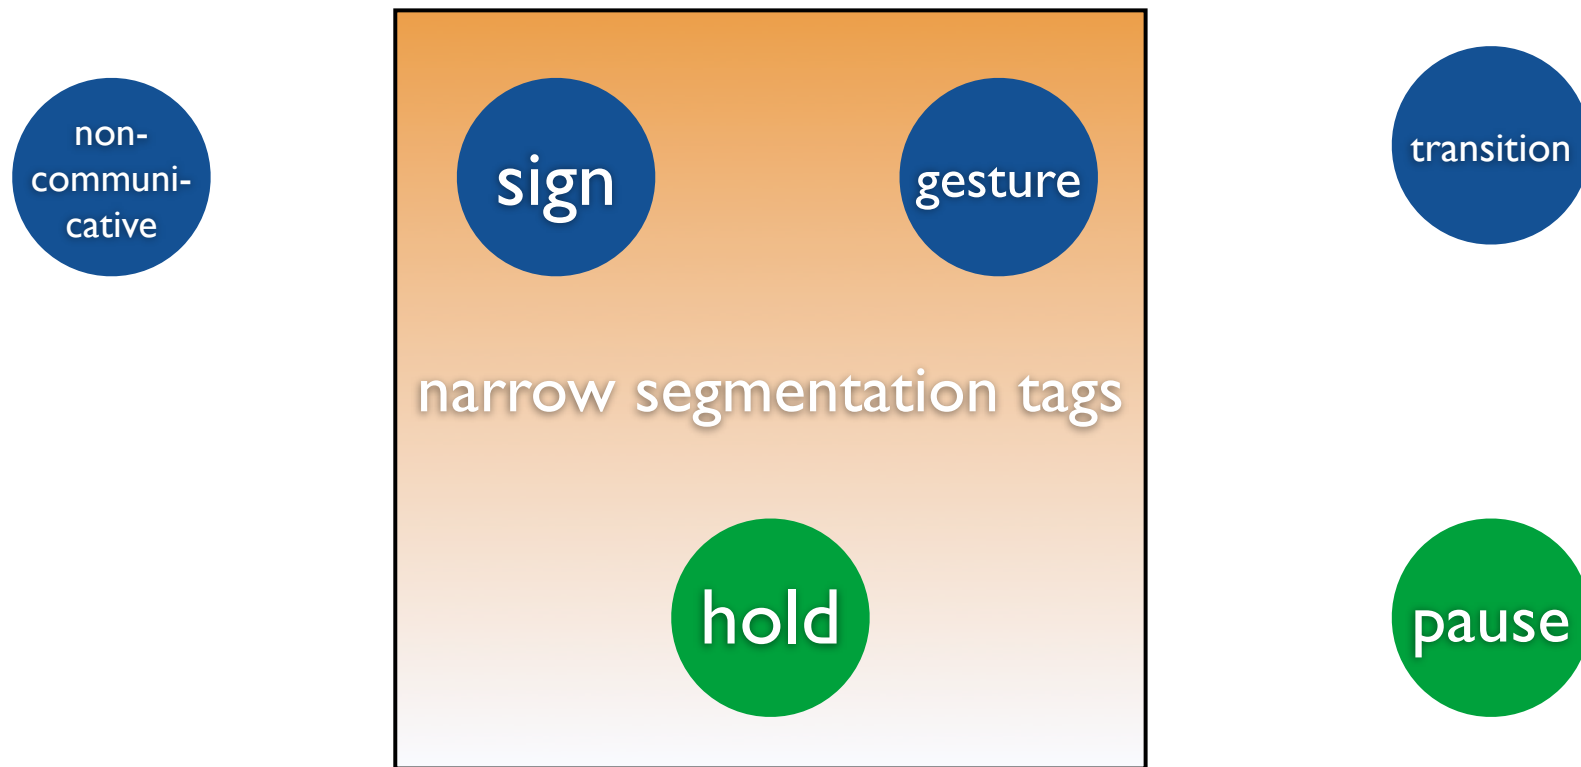 non-
communi-
cative
sign
gesture
transition
narrow segmentation tags
hold
pause